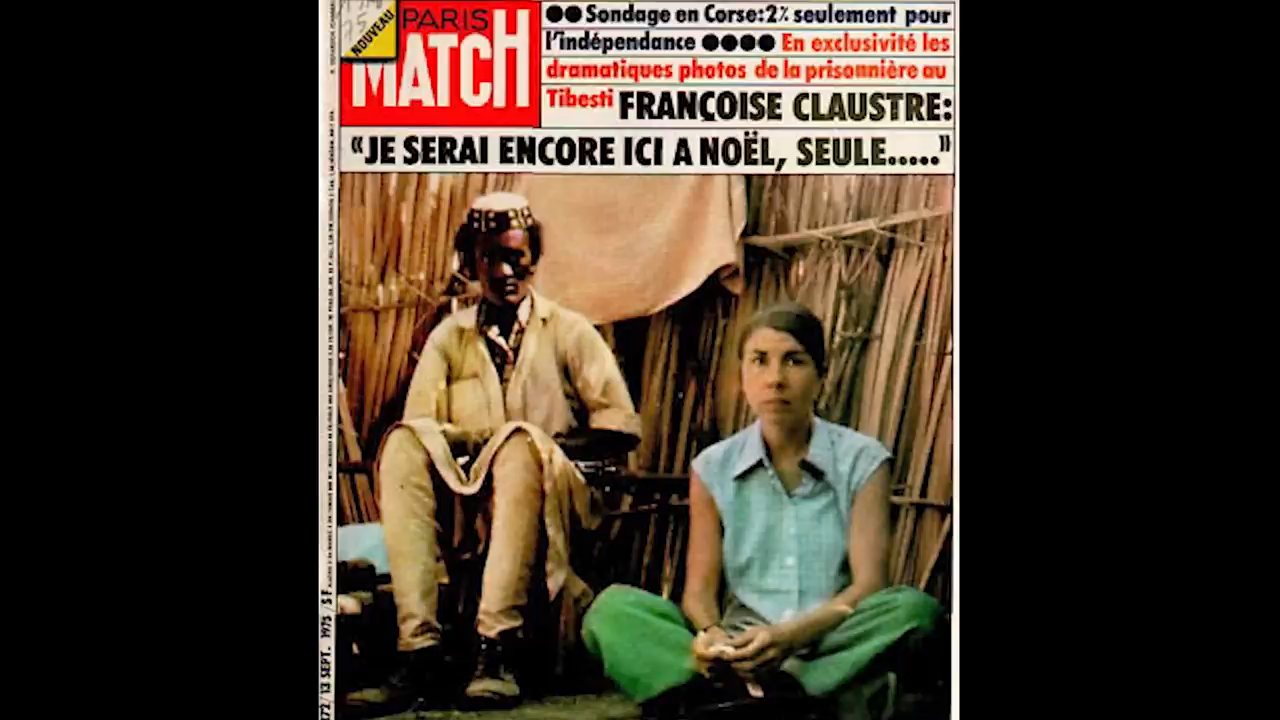 NOUVEAU
PARIS
MATCH
Sondage en Corse: 2% seulement pour
l'indépendance ●●●● En exclusivité les
dramatiques photos de la prisonnière au
Tibesti FRANÇOISE CLAUSTRE:
«JE SERAI ENCORE ICI A NOËL, SEULE.....”
13 SEPT. 1975 / 5 F